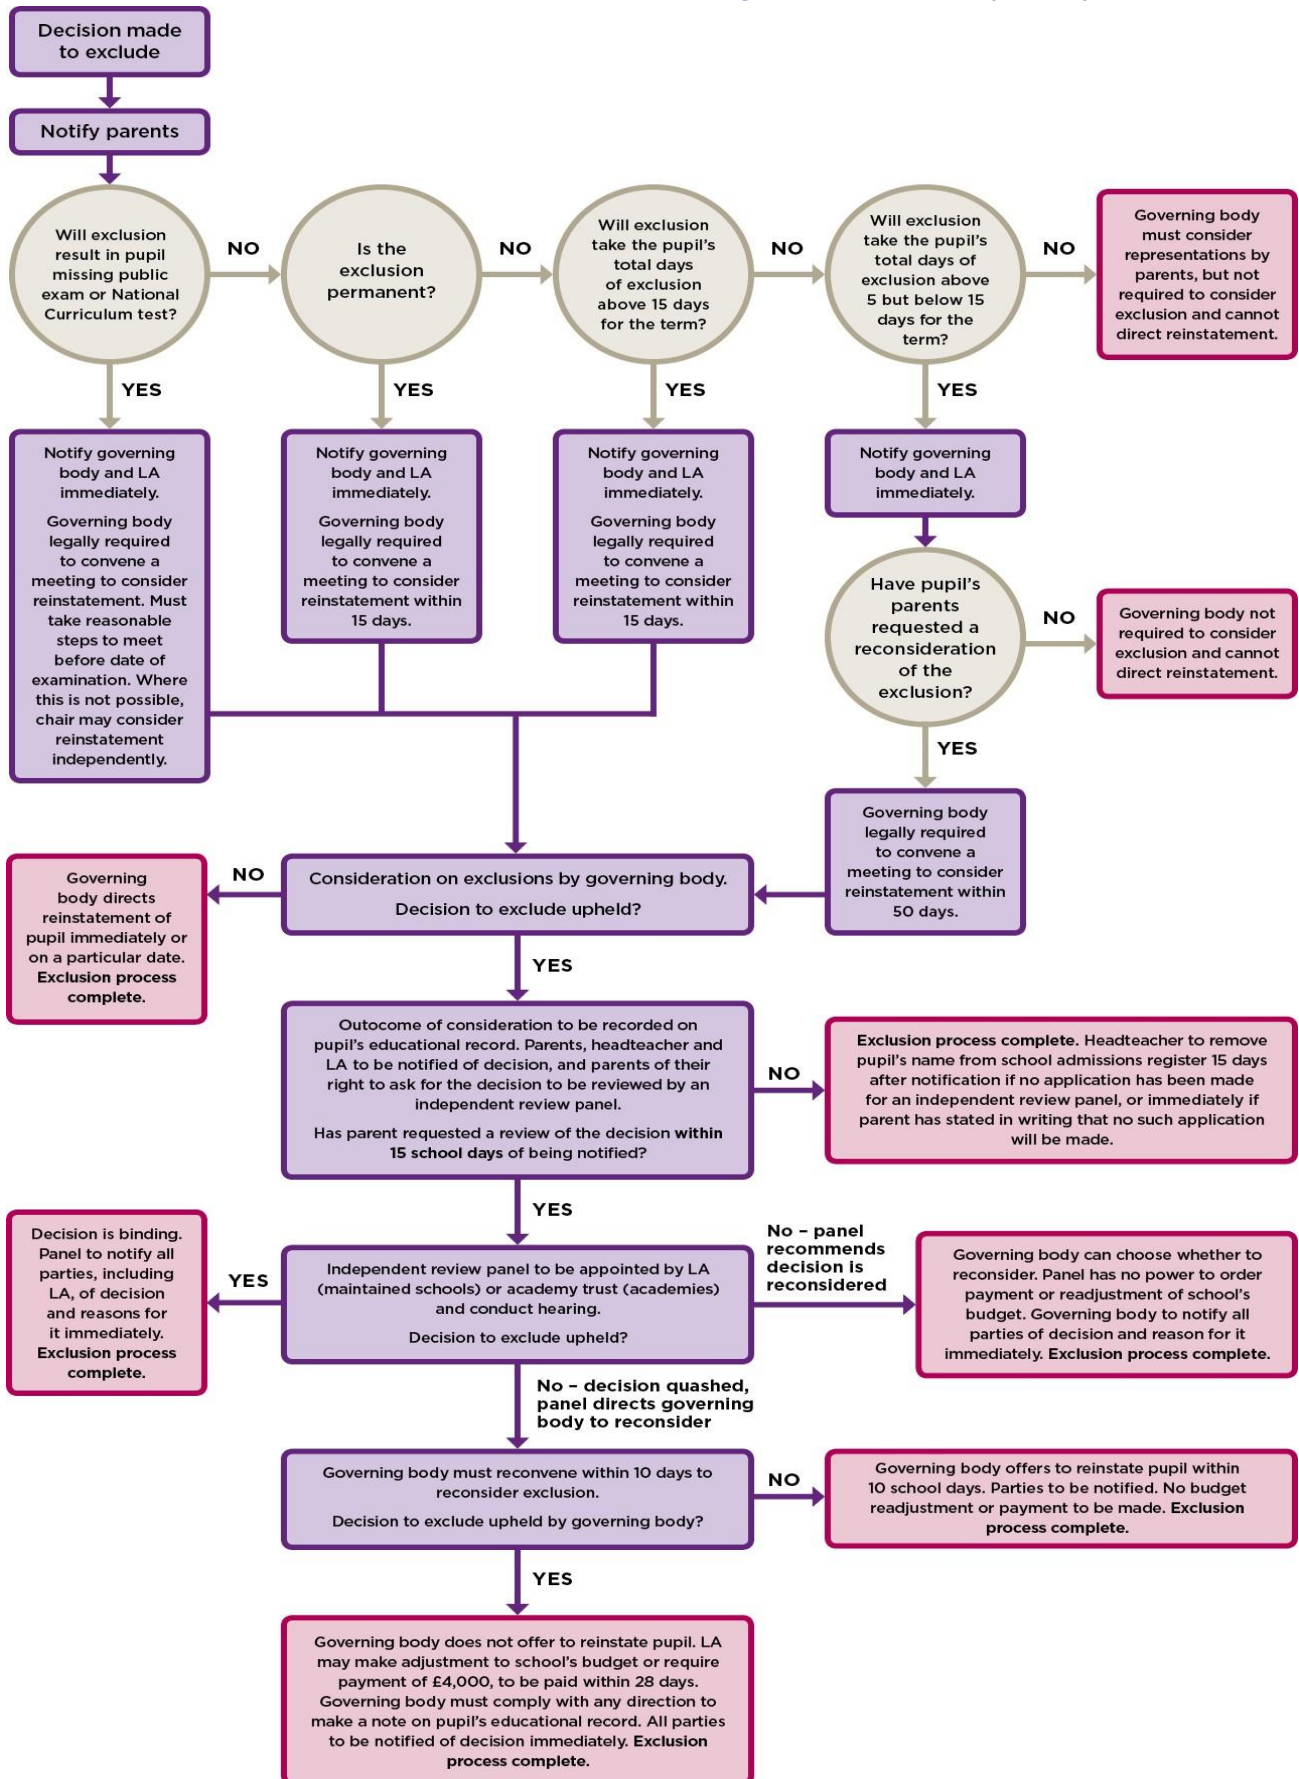 Decision made
to exclude
Notify parents
Will exclusion
result in pupil
missing public
exam or National
Curriculum test?
NO
Is the
exclusion
permanent?
NO
Will exclusion
take the pupil's
total days
of exclusion
above 15 days
for the term?
NO
Will exclusion
take the pupil's
total days of
exclusion above
5 but below 15
days for the
term?
NO
Governing body
must consider
representations by
parents, but not
required to consider
exclusion and cannot
direct reinstatement.
YES
YES
YES
YES
Notify governing
body and LA
immediately.
Governing body
legally required
to convene a
meeting to consider
reinstatement. Must
take reasonable
steps to meet
before date of
examination. Where
this is not possible,
chair may consider
reinstatement
independently.
Notify governing
body and LA
immediately.
Governing body
legally required
to convene a
meeting to consider
reinstatement within
15 days.
Notify governing
body and LA
immediately.
Governing body
legally required
to convene a
meeting to consider
reinstatement within
15 days.
Notify governing
body and LA
immediately.
Have pupil's
parents
requested a
reconsideration
of the
exclusion?
NO
Governing body not
required to consider
exclusion and cannot
direct reinstatement.
YES
Governing body
legally required
to convene a
meeting to consider
reinstatement within
50 days.
Consideration on exclusions by governing body.
Decision to exclude upheld?
NO
Governing
body directs
reinstatement of
pupil immediately or
on a particular date.
Exclusion process
complete.
YES
Outocome of consideration to be recorded on
pupil's educational record. Parents, headteacher and
LA to be notified of decision, and parents of their
right to ask for the decision to be reviewed by an
independent review panel.
Has parent requested a review of the decision within
15 school days of being notified?
NO
Exclusion process complete. Headteacher to remove
pupil's name from school admissions register 15 days
after notification if no application has been made
for an independent review panel, or immediately if
parent has stated in writing that no such application
will be made.
YES
Independent review panel to be appointed by LA
(maintained schools) or academy trust (academies)
and conduct hearing.
Decision to exclude upheld?
YES
Decision is binding.
Panel to notify all
parties, including
LA, of decision
and reasons for
it immediately.
Exclusion process
complete.
No – panel
recommends
decision is
reconsidered
Governing body can choose whether to
reconsider. Panel has no power to order
payment or readjustment of school's
budget. Governing body to notify all
parties of decision and reason for it
immediately. Exclusion process complete.
No – decision quashed,
panel directs governing
body to reconsider
Governing body must reconvene within 10 days to
reconsider exclusion.
Decision to exclude upheld by governing body?
NO
Governing body offers to reinstate pupil within
10 school days. Parties to be notified. No budget
readjustment or payment to be made. Exclusion
process complete.
YES
Governing body does not offer to reinstate pupil. LA
may make adjustment to school's budget or require
payment of £4,000, to be paid within 28 days.
Governing body must comply with any direction to
make a note on pupil's educational record. All parties
to be notified of decision immediately. Exclusion
process complete.